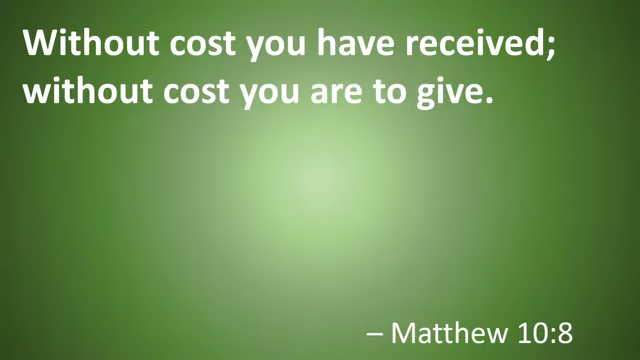 Without cost you have received;
without cost you are to give.
– Matthew 10:8